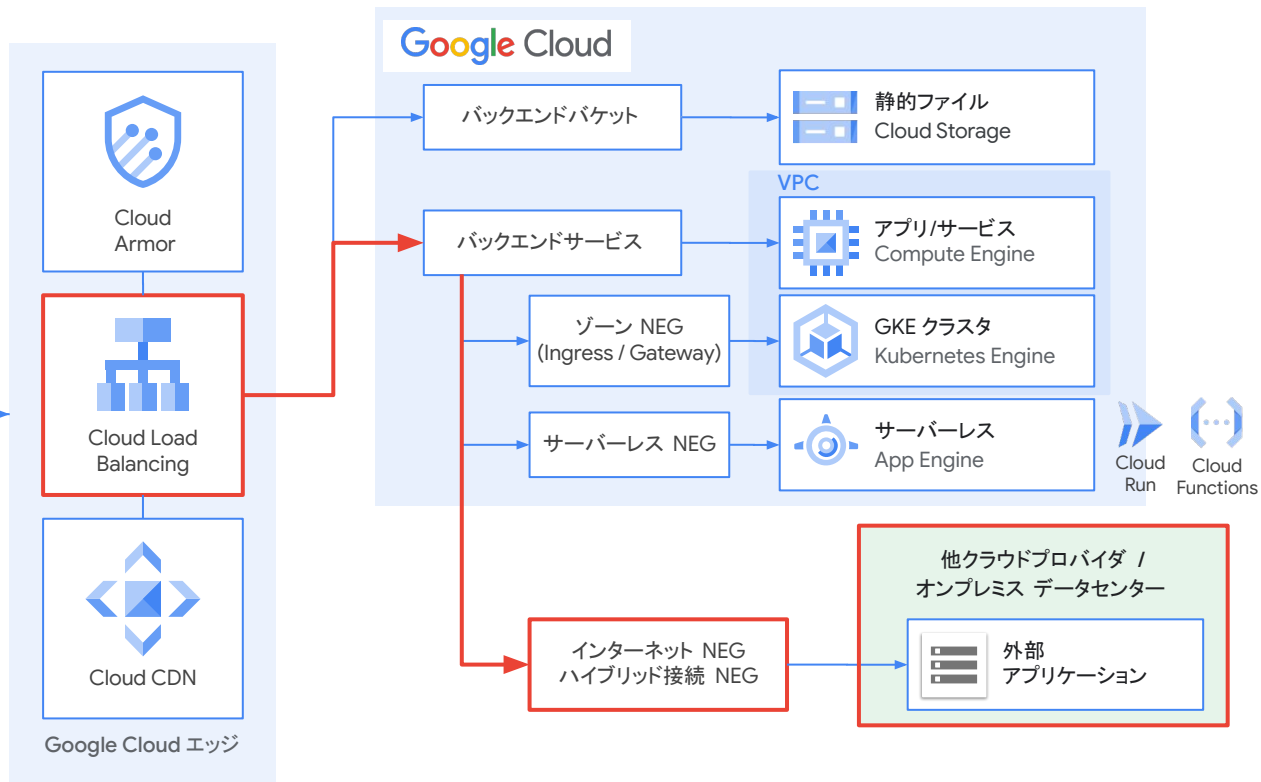 Google Cloud
Cloud
Armor
Cloud Load
Balancing
Cloud CDN
Google Cloud エッジ
バックエンドバケット
静的ファイル
Cloud Storage
VPC
バックエンドサービス
アプリ/サービス
Compute Engine
ゾーン NEG
(Ingress / Gateway)
GKE クラスタ
Kubernetes Engine
サーバーレス NEG
サーバーレス
App Engine
Cloud
Run
Cloud
Functions
他クラウドプロバイダ /
オンプレミス データセンター
インターネット NEG
ハイブリッド接続 NEG
外部
アプリケーション